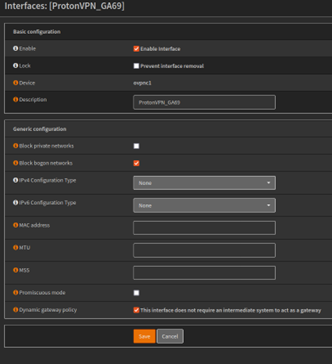 Interfaces: [ProtonVPN_GA69]
Basic configuration
Enable
Enable Interface
Lock
Prevent interface removal
Device
ovpnc1
Description
ProtonVPN_GA69
Generic configuration
Block private networks
Block bogon networks
IPv4 Configuration Type
None
IPv6 Configuration Type
None
MAC address
MTU
MSS
Promiscuous mode
Dynamic gateway policy
This interface does not require an intermediate system to act as a gateway
Save
Cancel